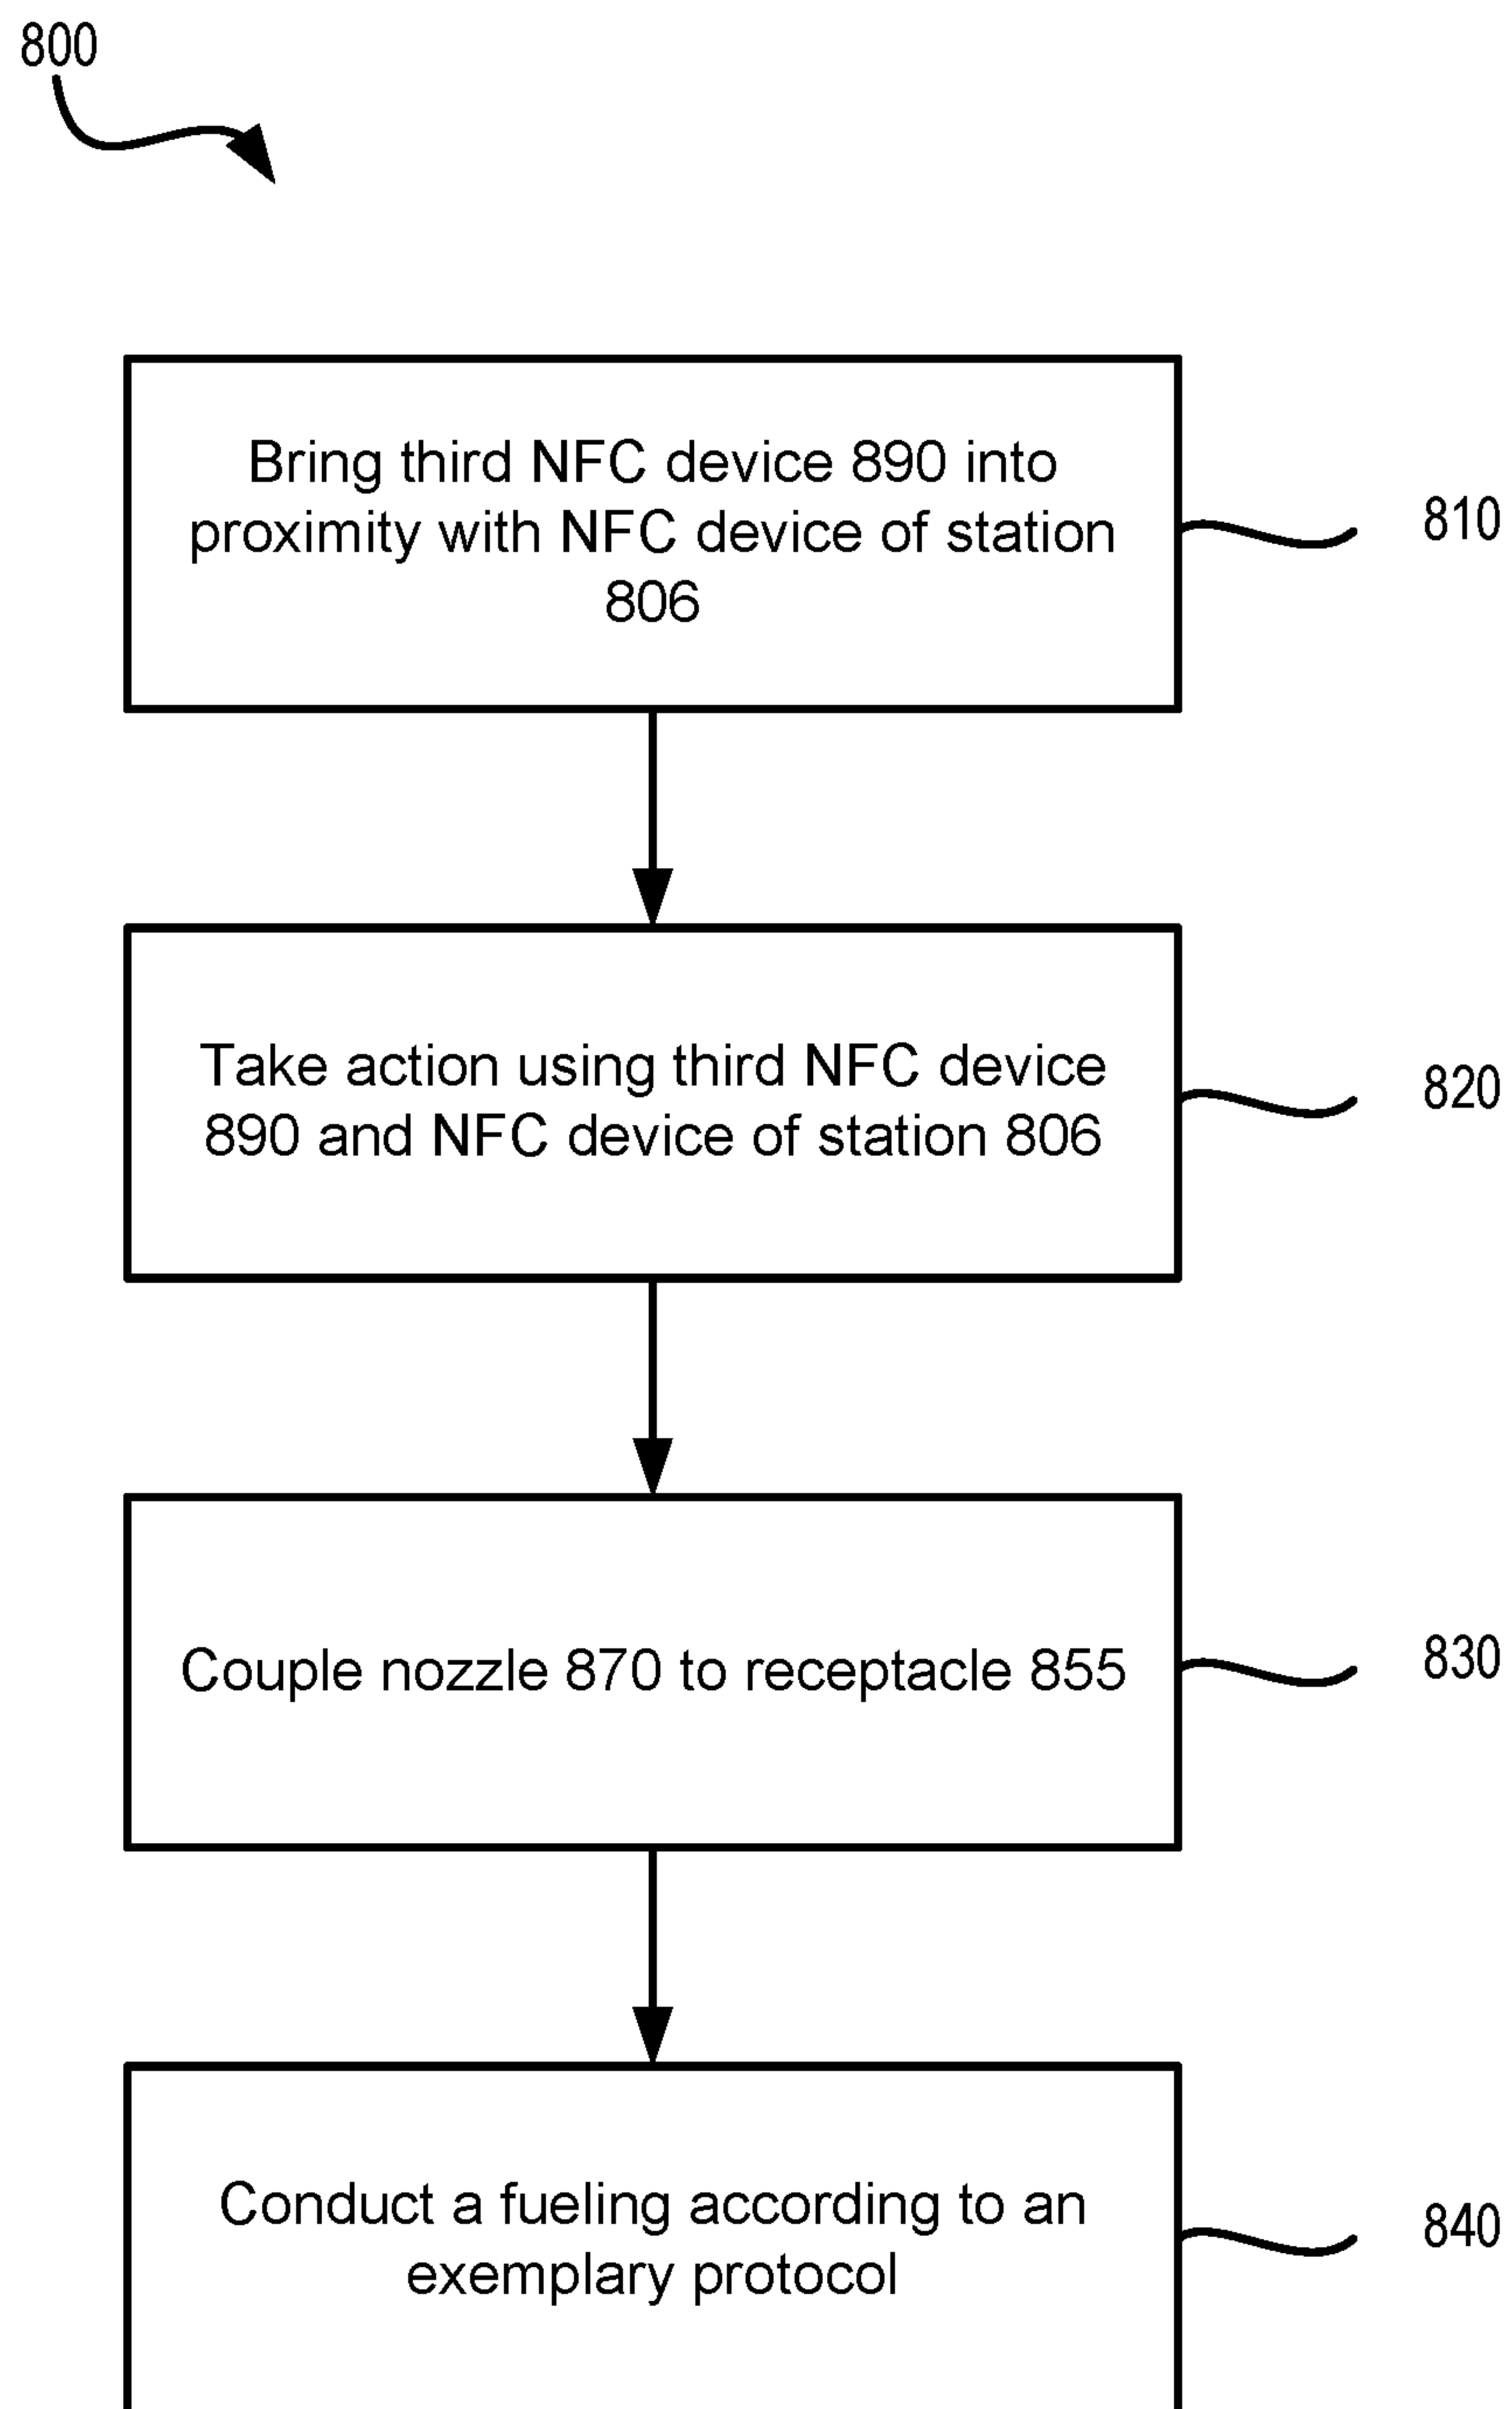 800
Bring third NFC device 890 into
proximity with NFC device of station
806
810
Take action using third NFC device
890 and NFC device of station 806
820
Couple nozzle 870 to receptacle 855
830
Conduct a fueling according to an
exemplary protocol
840